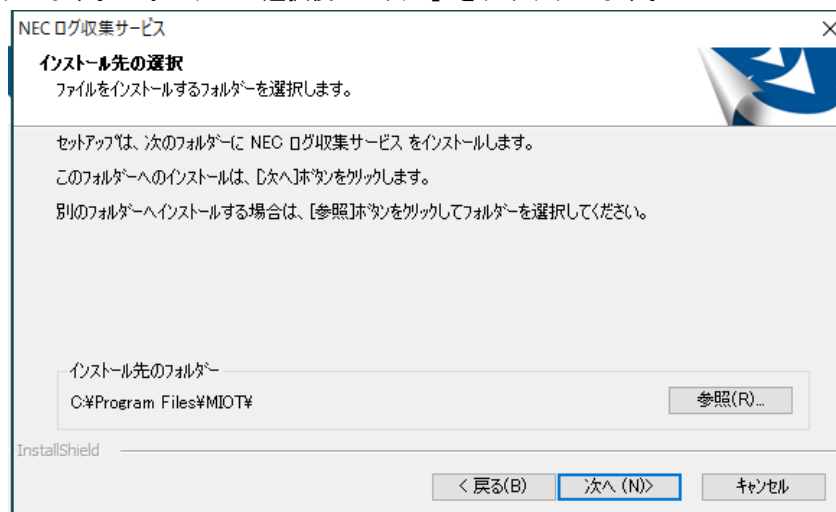 NEC ログ収集サービス
インストール先の選択
ファイルをインストールするフォルダーを選択します。
セットアップは、次のフォルダーに NEC ログ収集サービス をインストールします。
このフォルダーへのインストールは、[次へ]ボタンをクリックします。
別のフォルダーへインストールする場合は、[参照]ボタンをクリックしてフォルダーを選択してください。
インストール先のフォルダー
C:¥Program Files¥MIOT¥
参照(R)...
InstallShield
< 戻る(B)
次へ (N)>
キャンセル